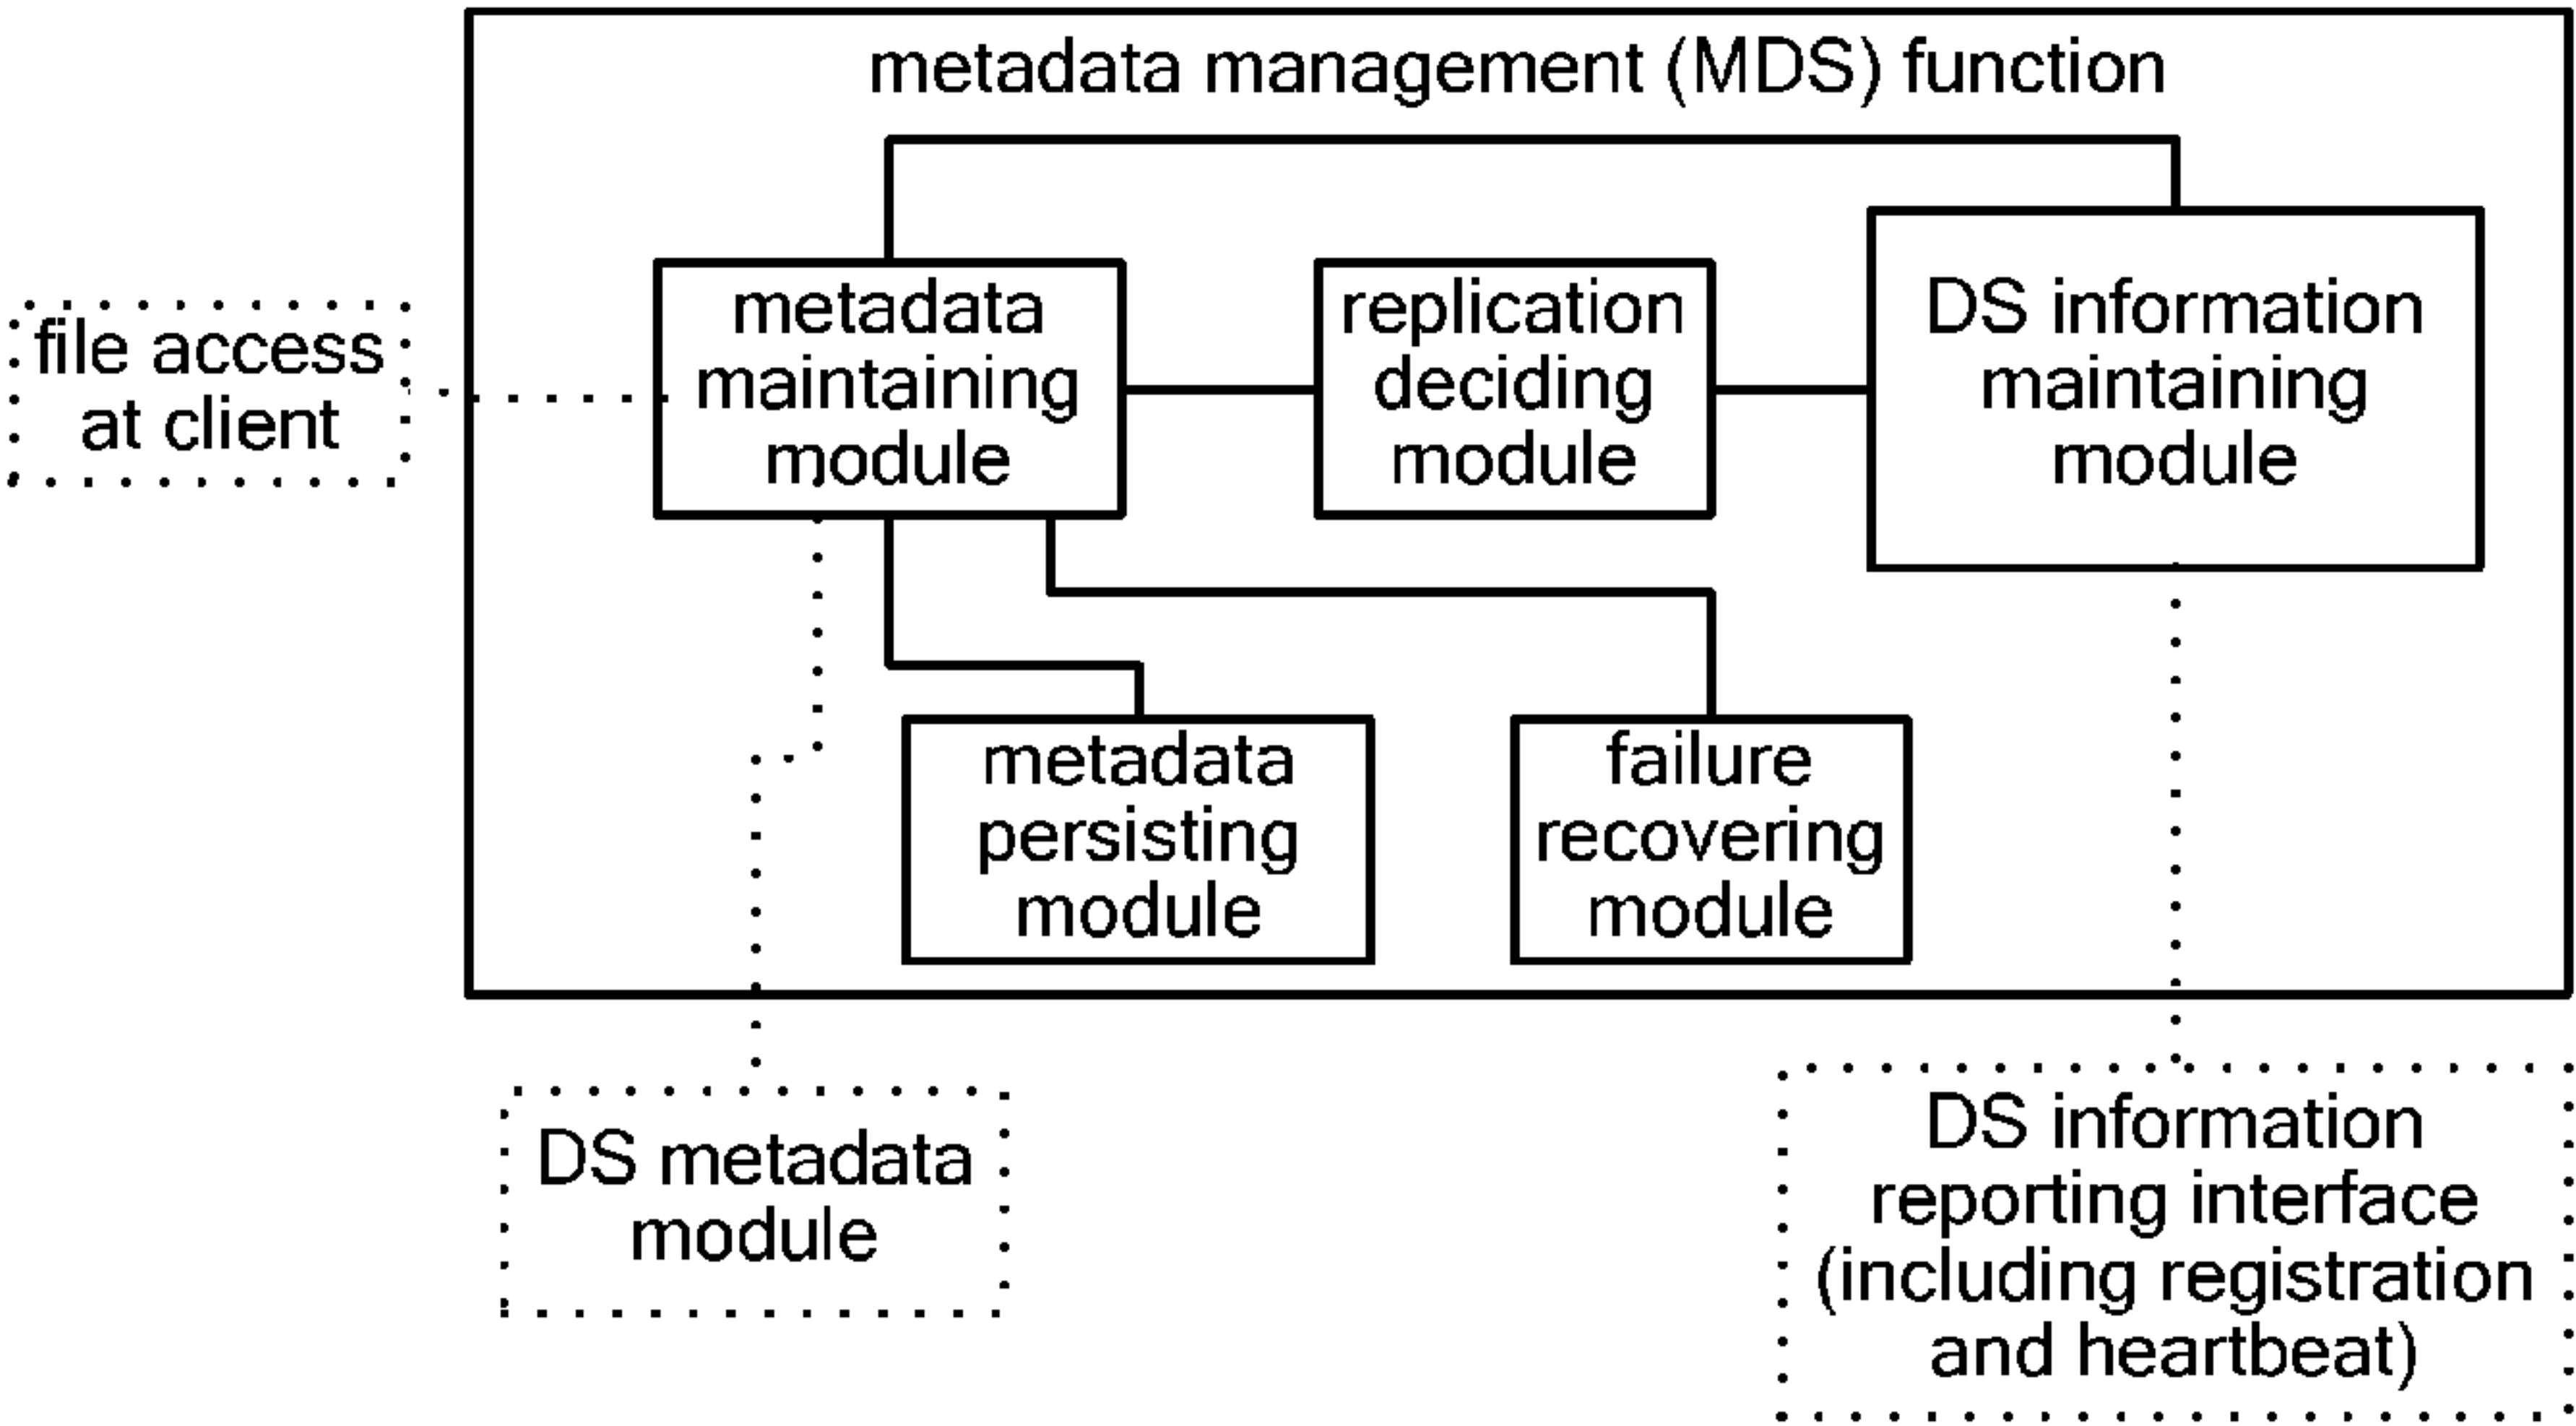 metadata management (MDS) function
file access
at client
metadata
maintaining
module
replication
deciding
module
DS information
maintaining
module
metadata
persisting
module
failure
recovering
module
DS metadata
module
DS information
reporting interface
(including registration
and heartbeat)